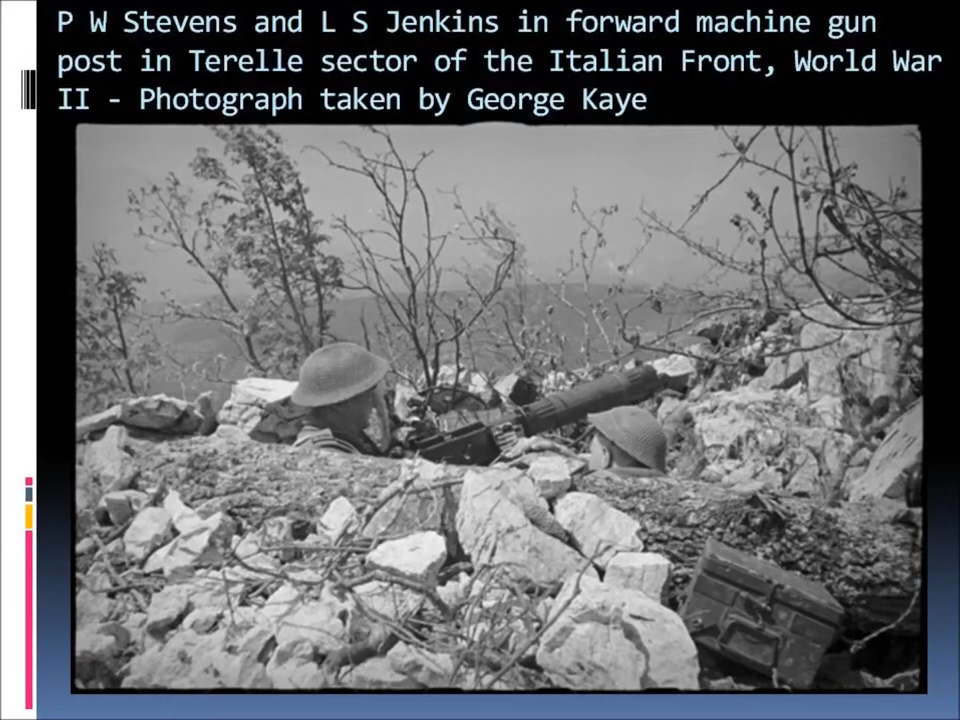 P W Stevens and L S Jenkins in forward machine gun
post in Terelle sector of the Italian Front, World War
II - Photograph taken by George Kaye